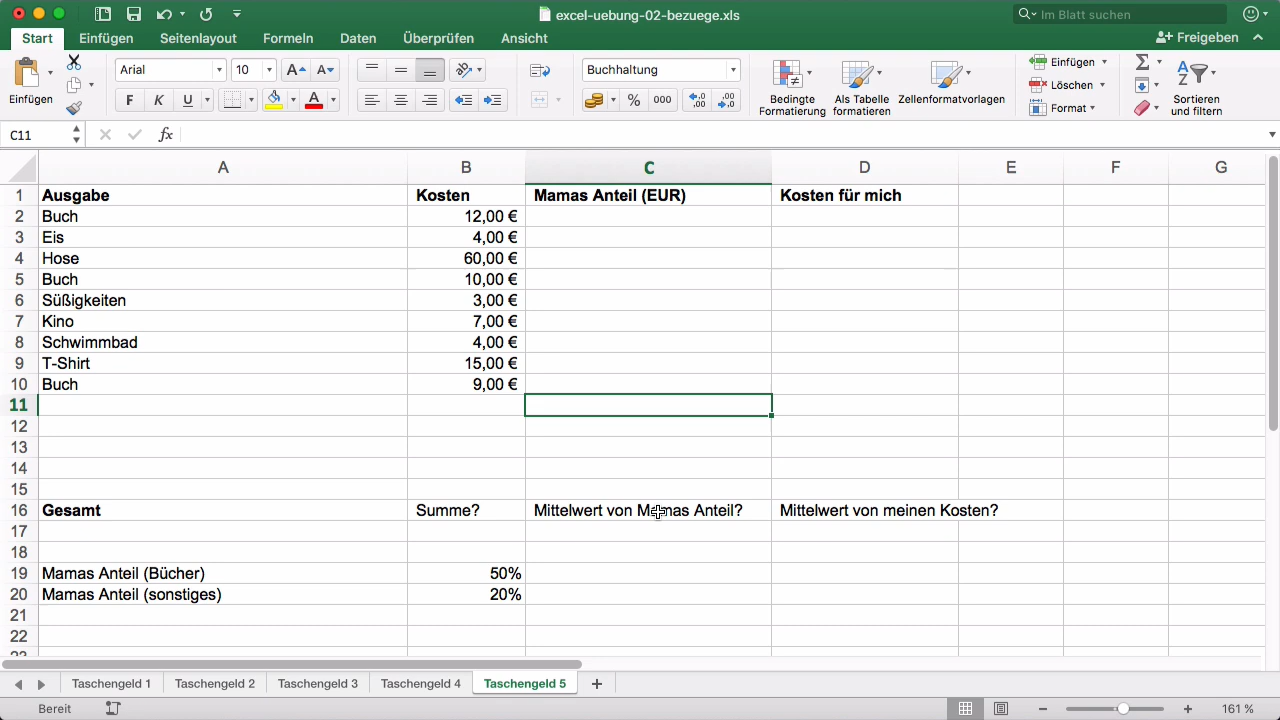 excel-uebung-02-bezuege.xls
Im Blatt suchen
Start Einfügen Seitenlayout Formeln Daten Überprüfen Ansicht Freigeben
Einfügen
Arial 10
F K U A
Buchhaltung
% 000
Bedingte Formatierung
Als Tabelle formatieren
Zellenformatvorlagen
Einfügen
Löschen
Format
Sortieren und filtern
C11 fx
A B C D E F G
1 Ausgabe Kosten Mamas Anteil (EUR) Kosten für mich
2 Buch 12,00 €
3 Eis 4,00 €
4 Hose 60,00 €
5 Buch 10,00 €
6 Süßigkeiten 3,00 €
7 Kino 7,00 €
8 Schwimmbad 4,00 €
9 T-Shirt 15,00 €
10 Buch 9,00 €
11
12
13
14
15
16 Gesamt Summe? Mittelwert von Mamas Anteil? Mittelwert von meinen Kosten?
17
18
19 Mamas Anteil (Bücher) 50%
20 Mamas Anteil (sonstiges) 20%
21
22
23
Taschengeld 1 Taschengeld 2 Taschengeld 3 Taschengeld 4 Taschengeld 5
Bereit 161 %